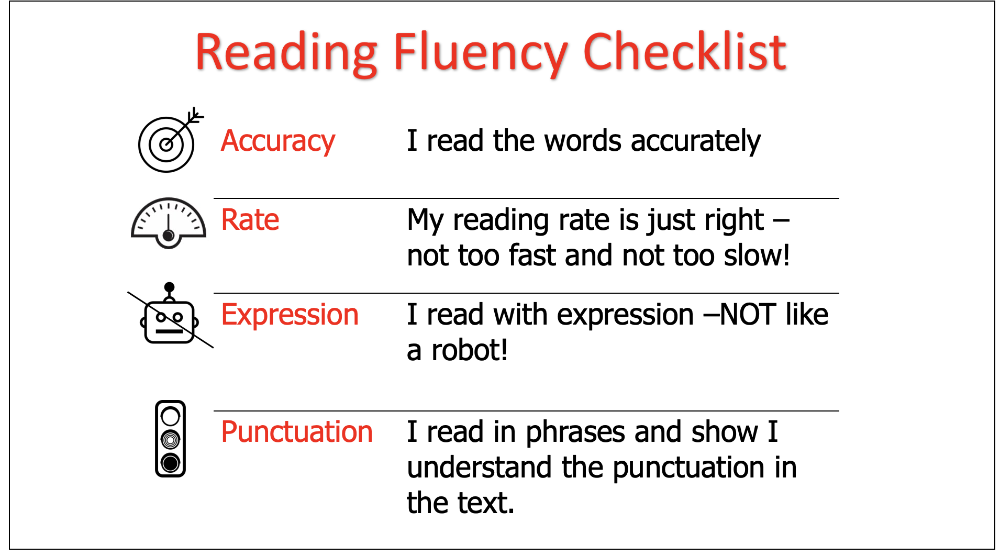 Reading Fluency Checklist
Accuracy
I read the words accurately
Rate
My reading rate is just right –
not too fast and not too slow!
Expression
I read with expression –NOT like
a robot!
Punctuation
I read in phrases and show I
understand the punctuation in
the text.